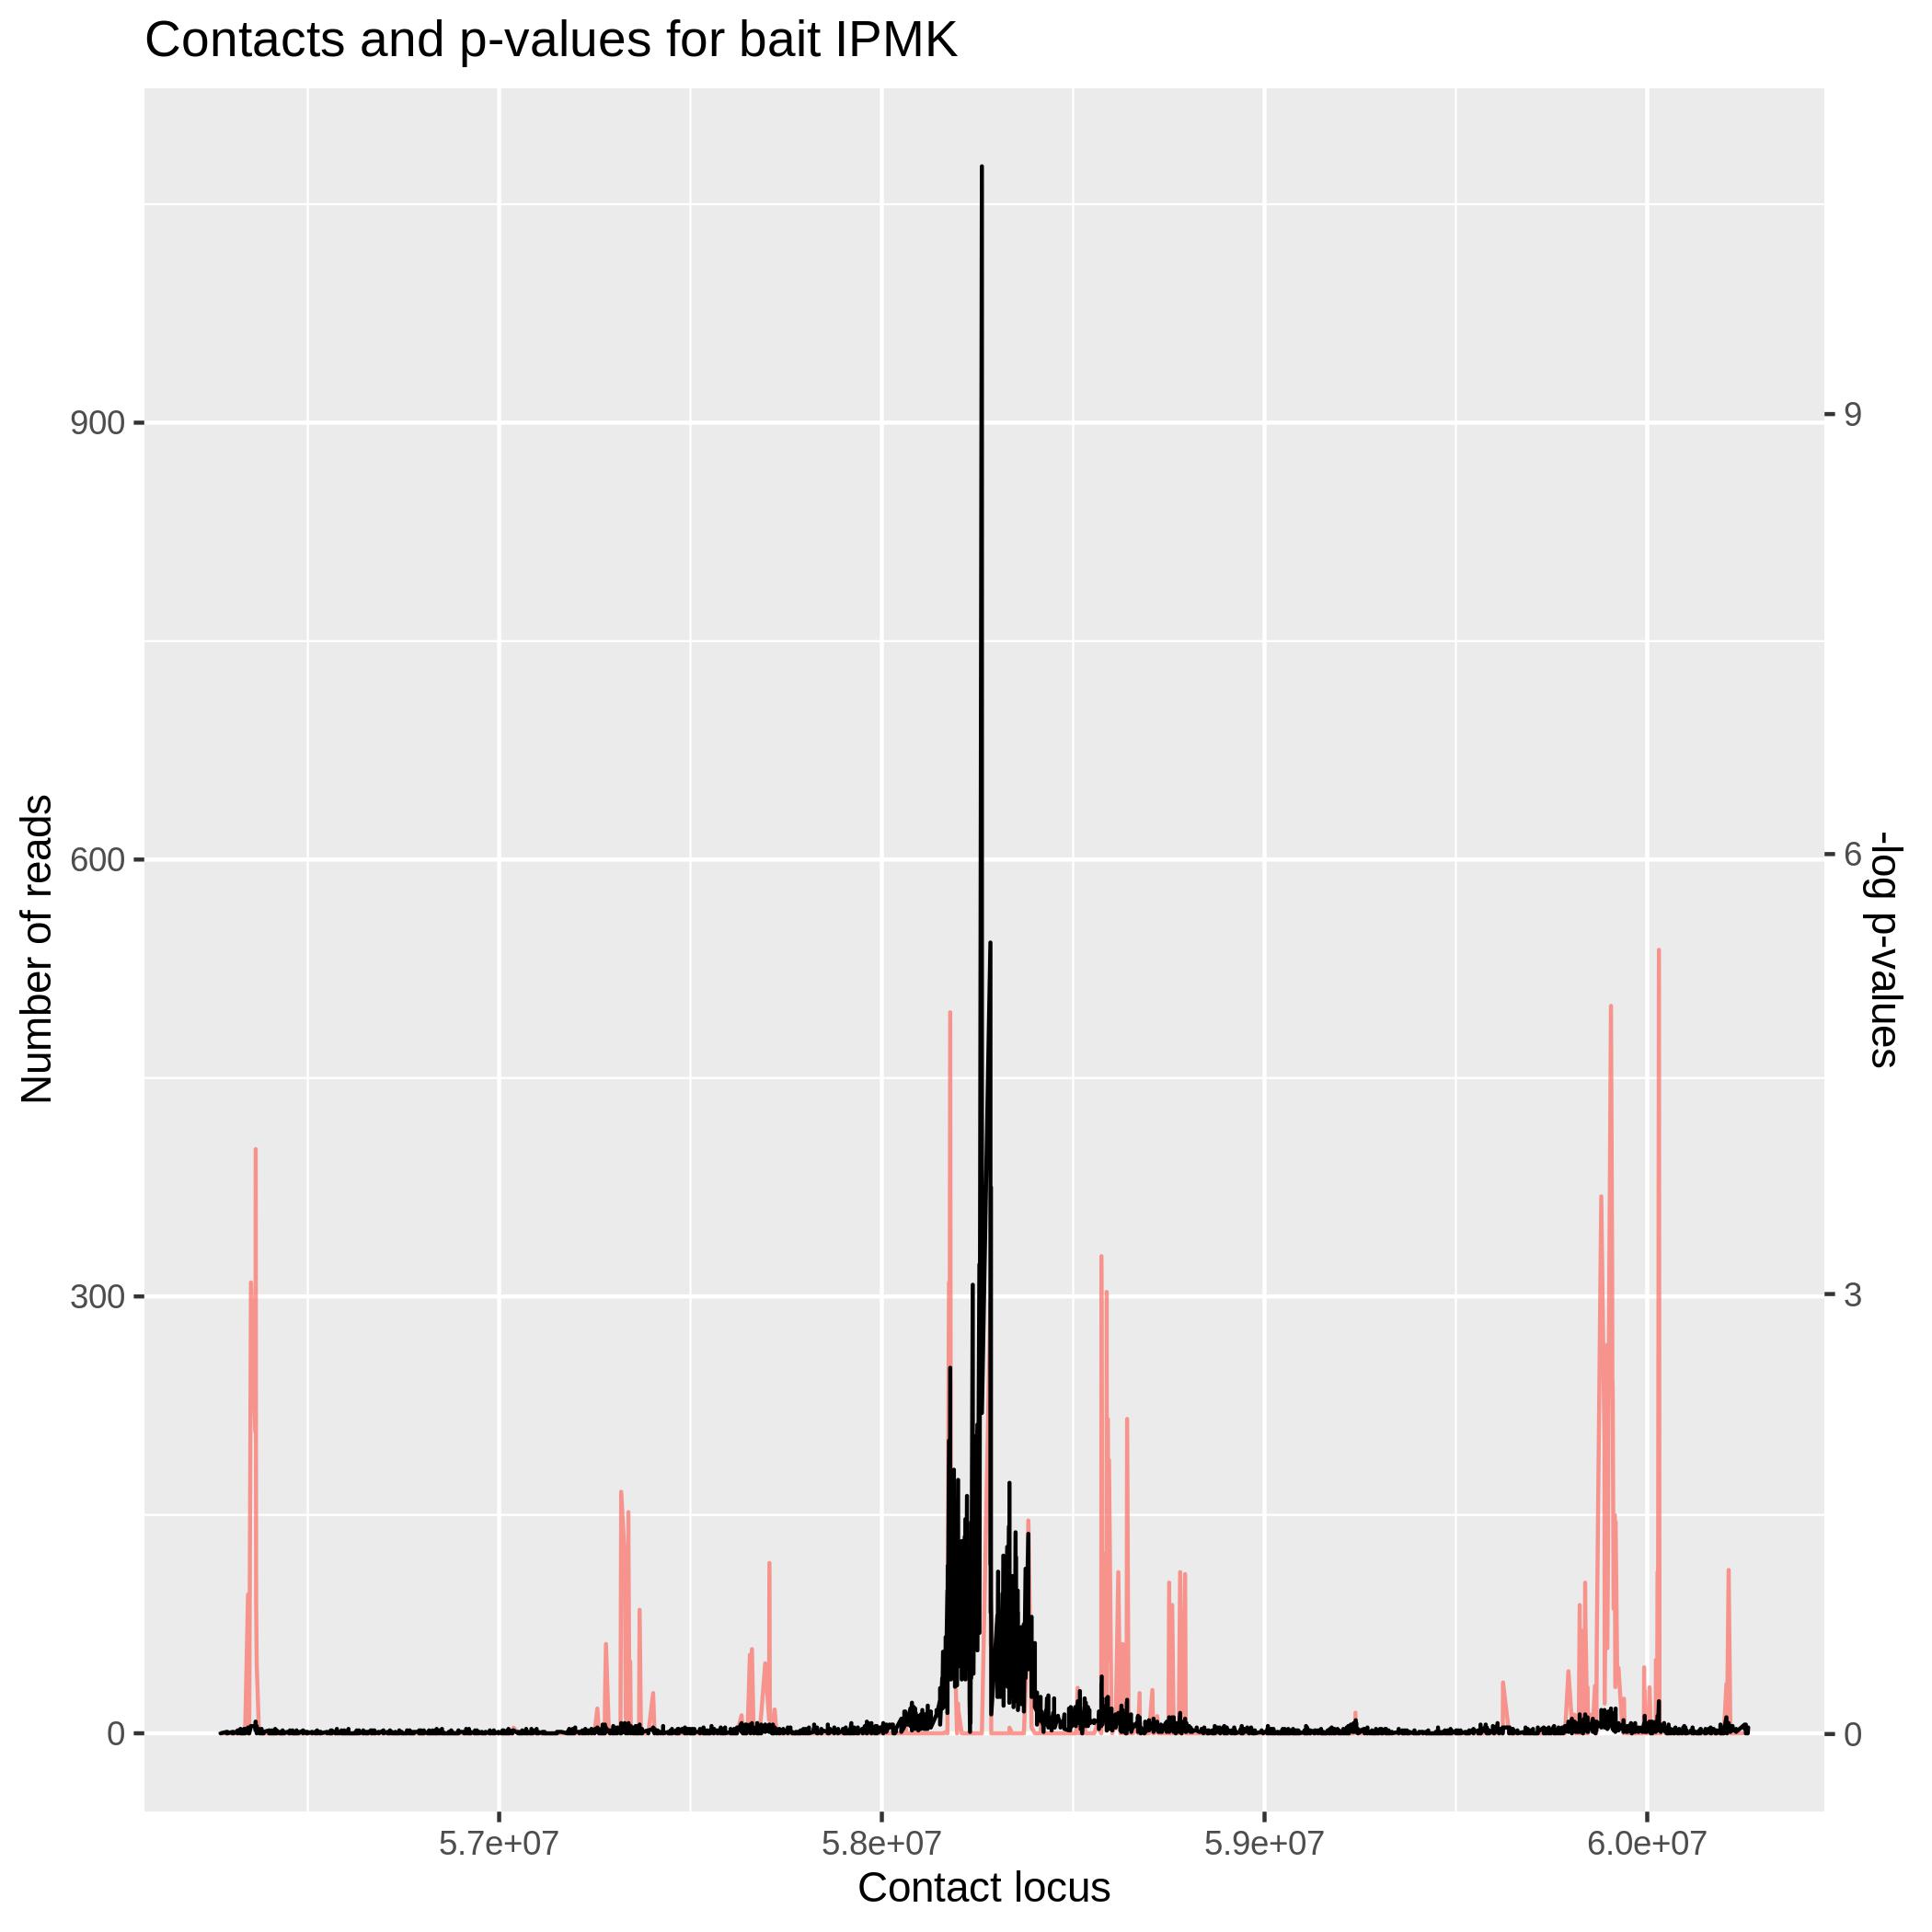 Contacts and p-values for bait IPMK
Number of reads
900
600
300
0
9
6
3
0
-log p-values
5.7e+07 5.8e+07 5.9e+07 6.0e+07
Contact locus